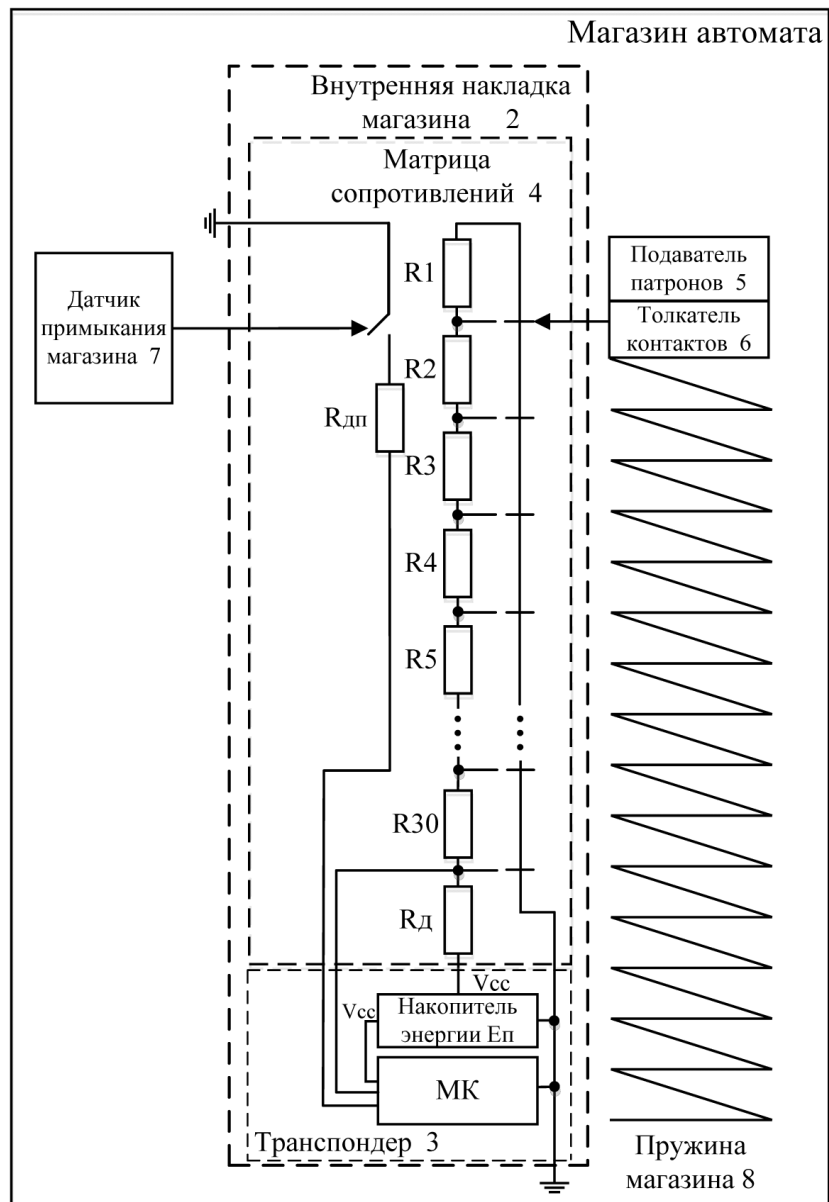 Магазин автомата
Внутренняя накладка
магазина 2
Матрица
сопротивлений 4
R1
Подаватель
патронов 5
Датчик
примыкания
магазина 7
Толкатель
контактов 6
R2
Rдп
R3
R4
R5
R30
Rд
Vcc
Vcc
Накопитель
энергии Еп
МК
Транспондер 3
Пружина
магазина 8